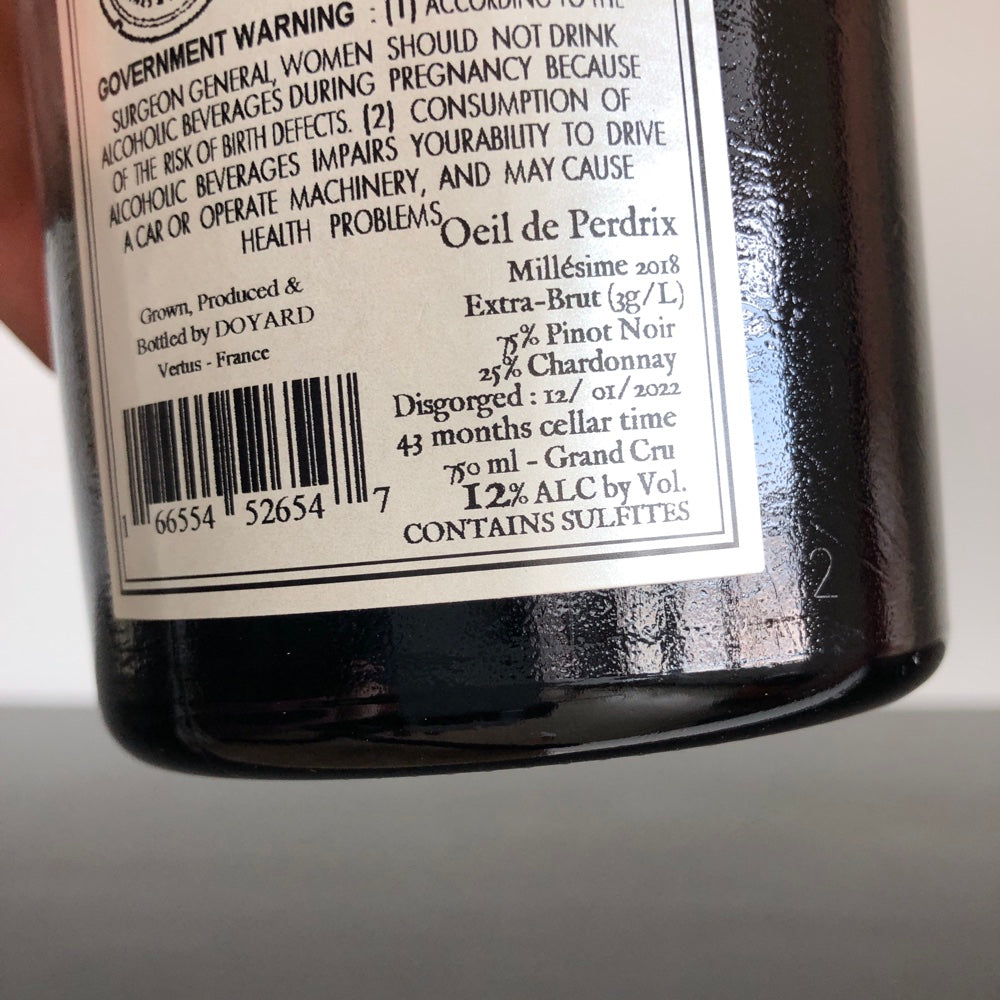 GOVERNMENT WARNING : (1) ACCORDING TO THE
SURGEON GENERAL, WOMEN SHOULD NOT DRINK
ALCOHOLIC BEVERAGES DURING PREGNANCY BECAUSE
OF THE RISK OF BIRTH DEFECTS. (2) CONSUMPTION OF
ALCOHOLIC BEVERAGES IMPAIRS YOURABILITY TO DRIVE
A CAR OR OPERATE MACHINERY, AND MAY CAUSE
HEALTH PROBLEMS
Oeil de Perdrix
Millésime 2018
Extra-Brut (3g/L)
75% Pinot Noir
25% Chardonnay
Disgorged : 12/ 01/2022
43 months cellar time
750 ml - Grand Cru
12% ALC by Vol.
CONTAINS SULFITES
Grown, Produced &
Bottled by DOYARD
Vertus - France
1 66554 52654 7
2